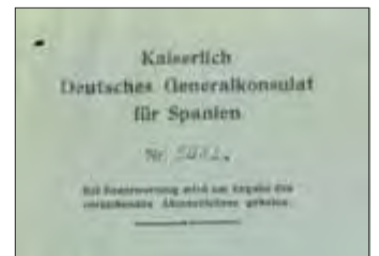 Kaiserlich
Deutsches Generalkonsulat
für Spanien
Nr.
Bei Beantwortung wird um Angabe des
vorstehenden Aktenzeichens gebeten.